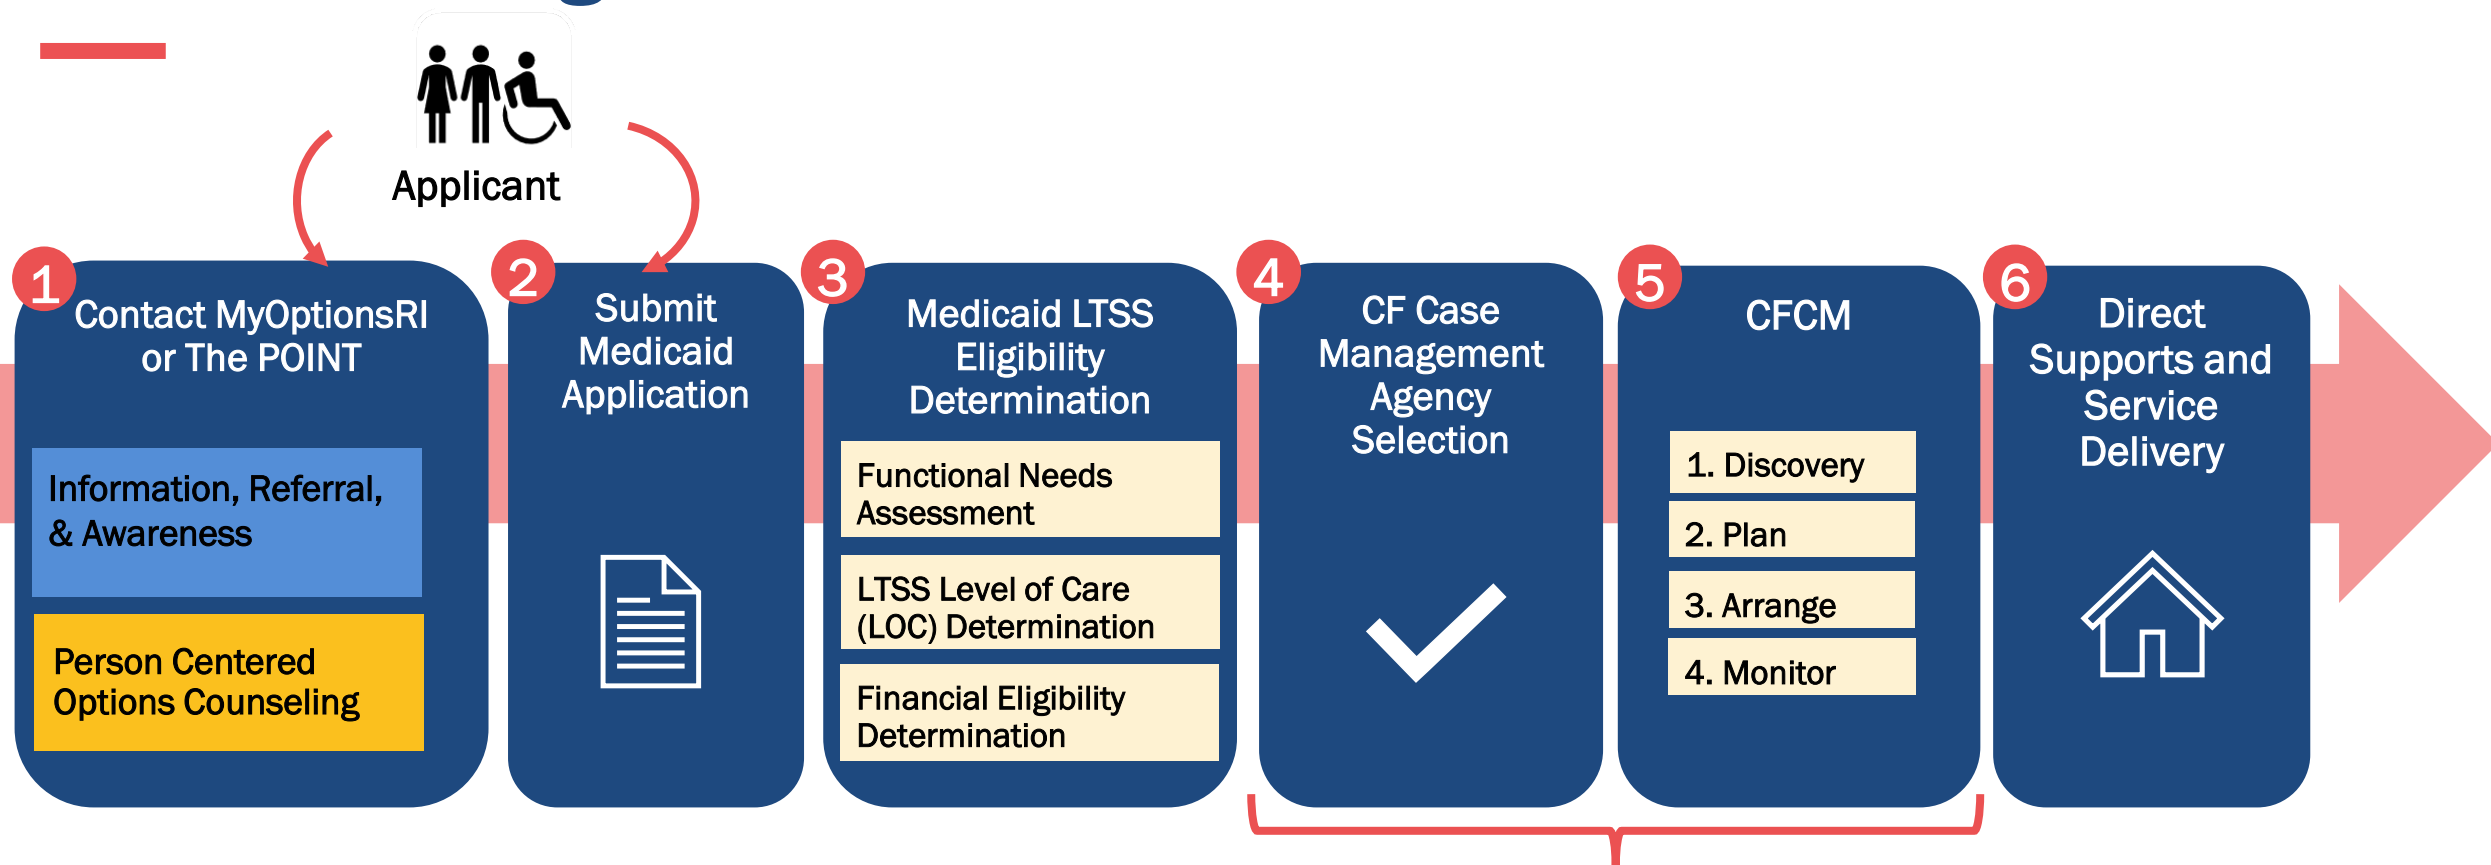 Applicant
1
Contact MyOptionsRI
or The POINT
Information, Referral,
& Awareness
Person Centered
Options Counseling
2
Submit
Medicaid
Application
3
Medicaid LTSS
Eligibility
Determination
Functional Needs
Assessment
LTSS Level of Care
(LOC) Determination
Financial Eligibility
Determination
4
CF Case
Management
Agency
Selection
5
CFCM
1. Discovery
2. Plan
3. Arrange
4. Monitor
6
Direct
Supports and
Service
Delivery